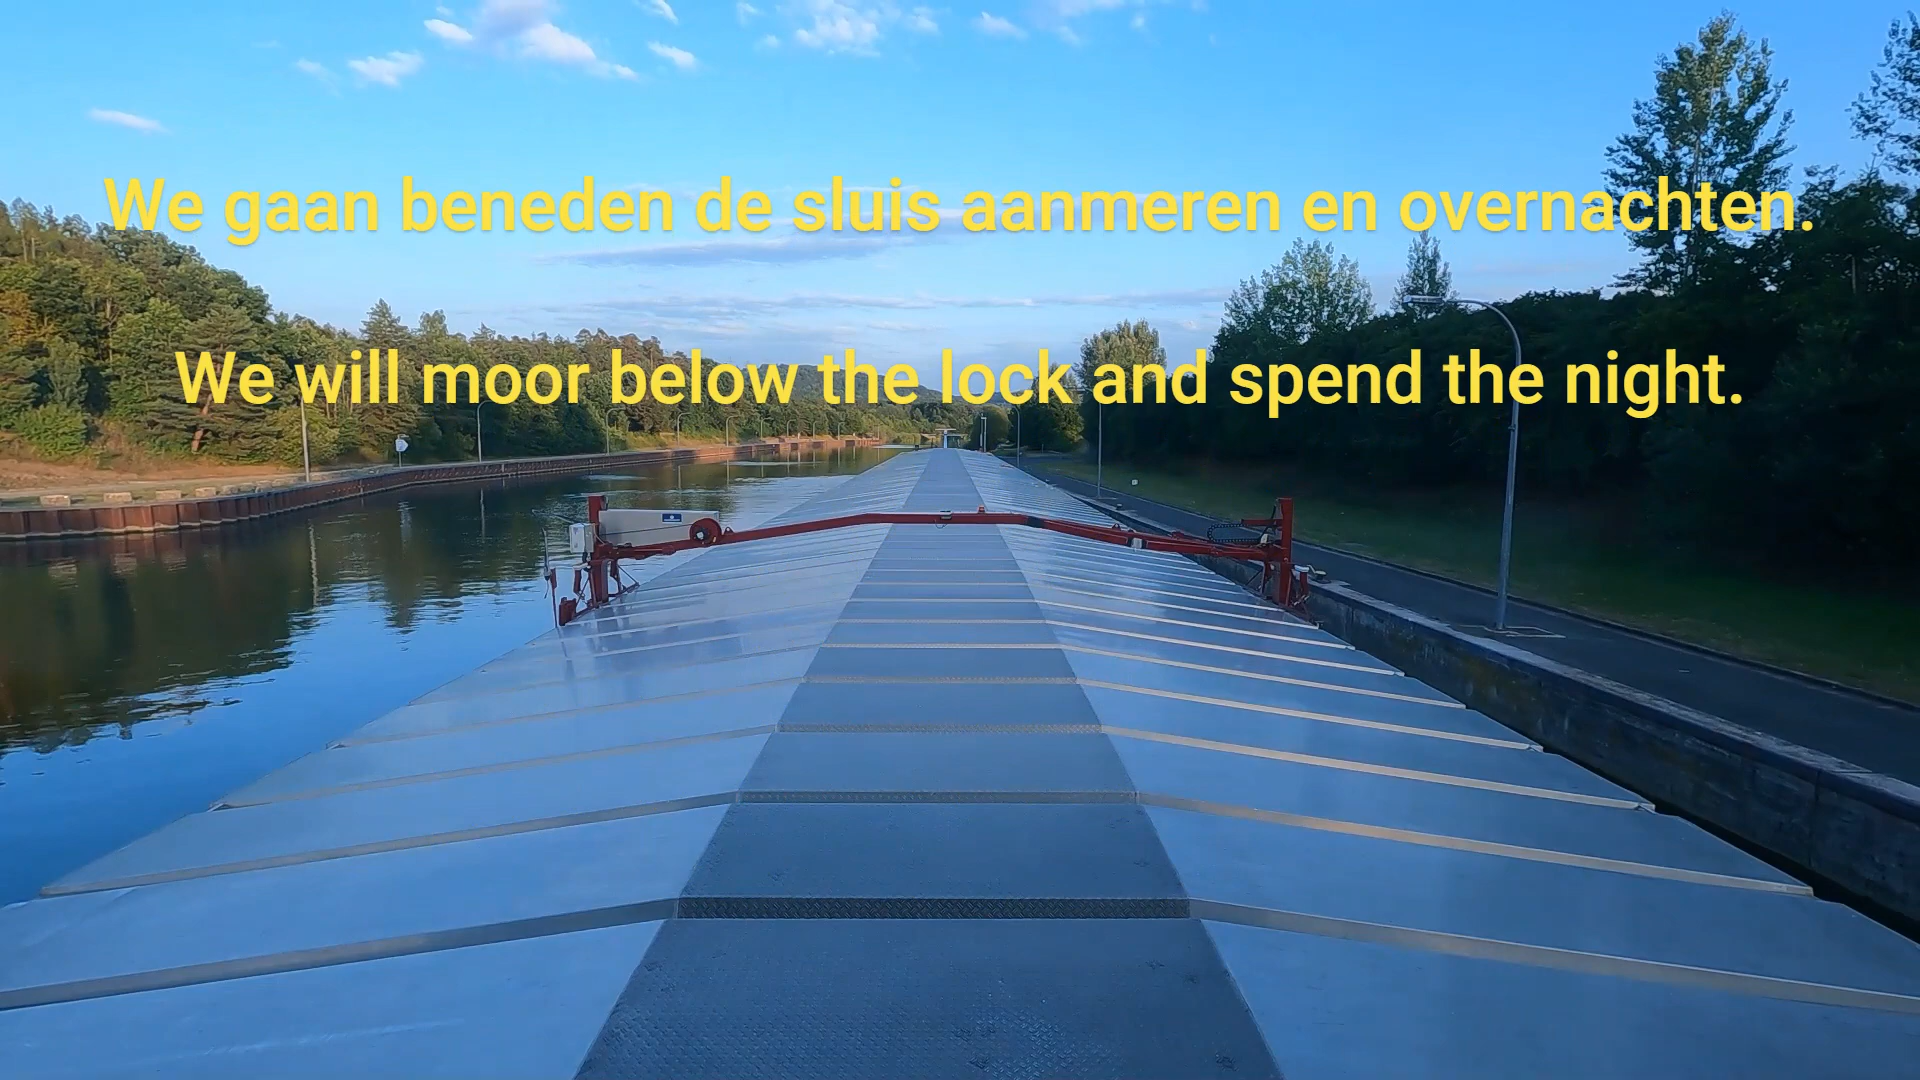 We gaan beneden de sluis aanmeren en overnachten.
We will moor below the lock and spend the night.